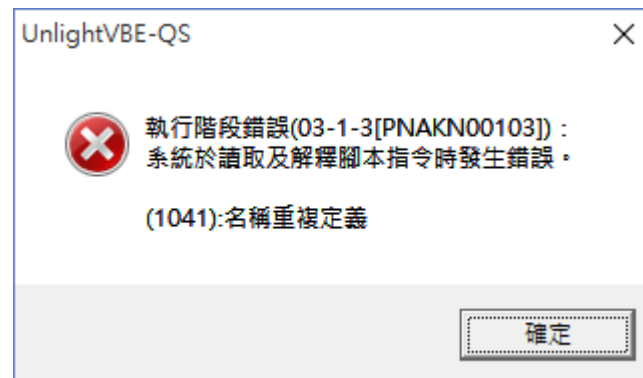 UnlightVBE-QS
執行階段錯誤(03-1-3[PNAKN00103])：
系統於讀取及解釋腳本指令時發生錯誤。
(1041):名稱重複定義
確定